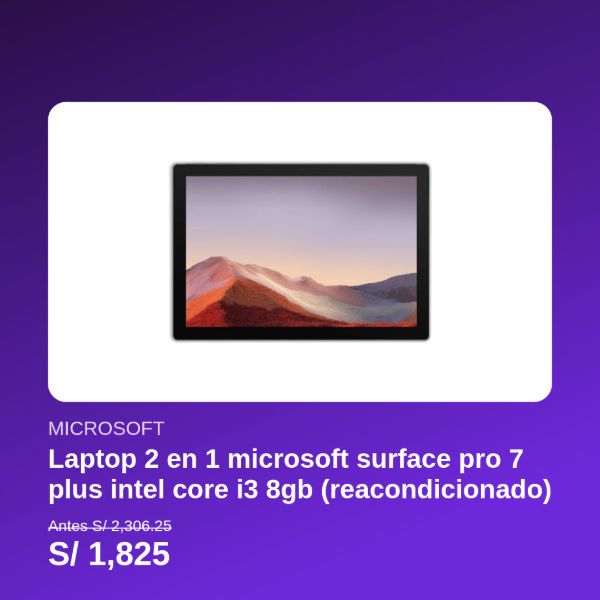 MICROSOFT
Laptop 2 en 1 microsoft surface pro 7
plus intel core i3 8gb (reacondicionado)
Antes S/ 2,306.25
S/ 1,825